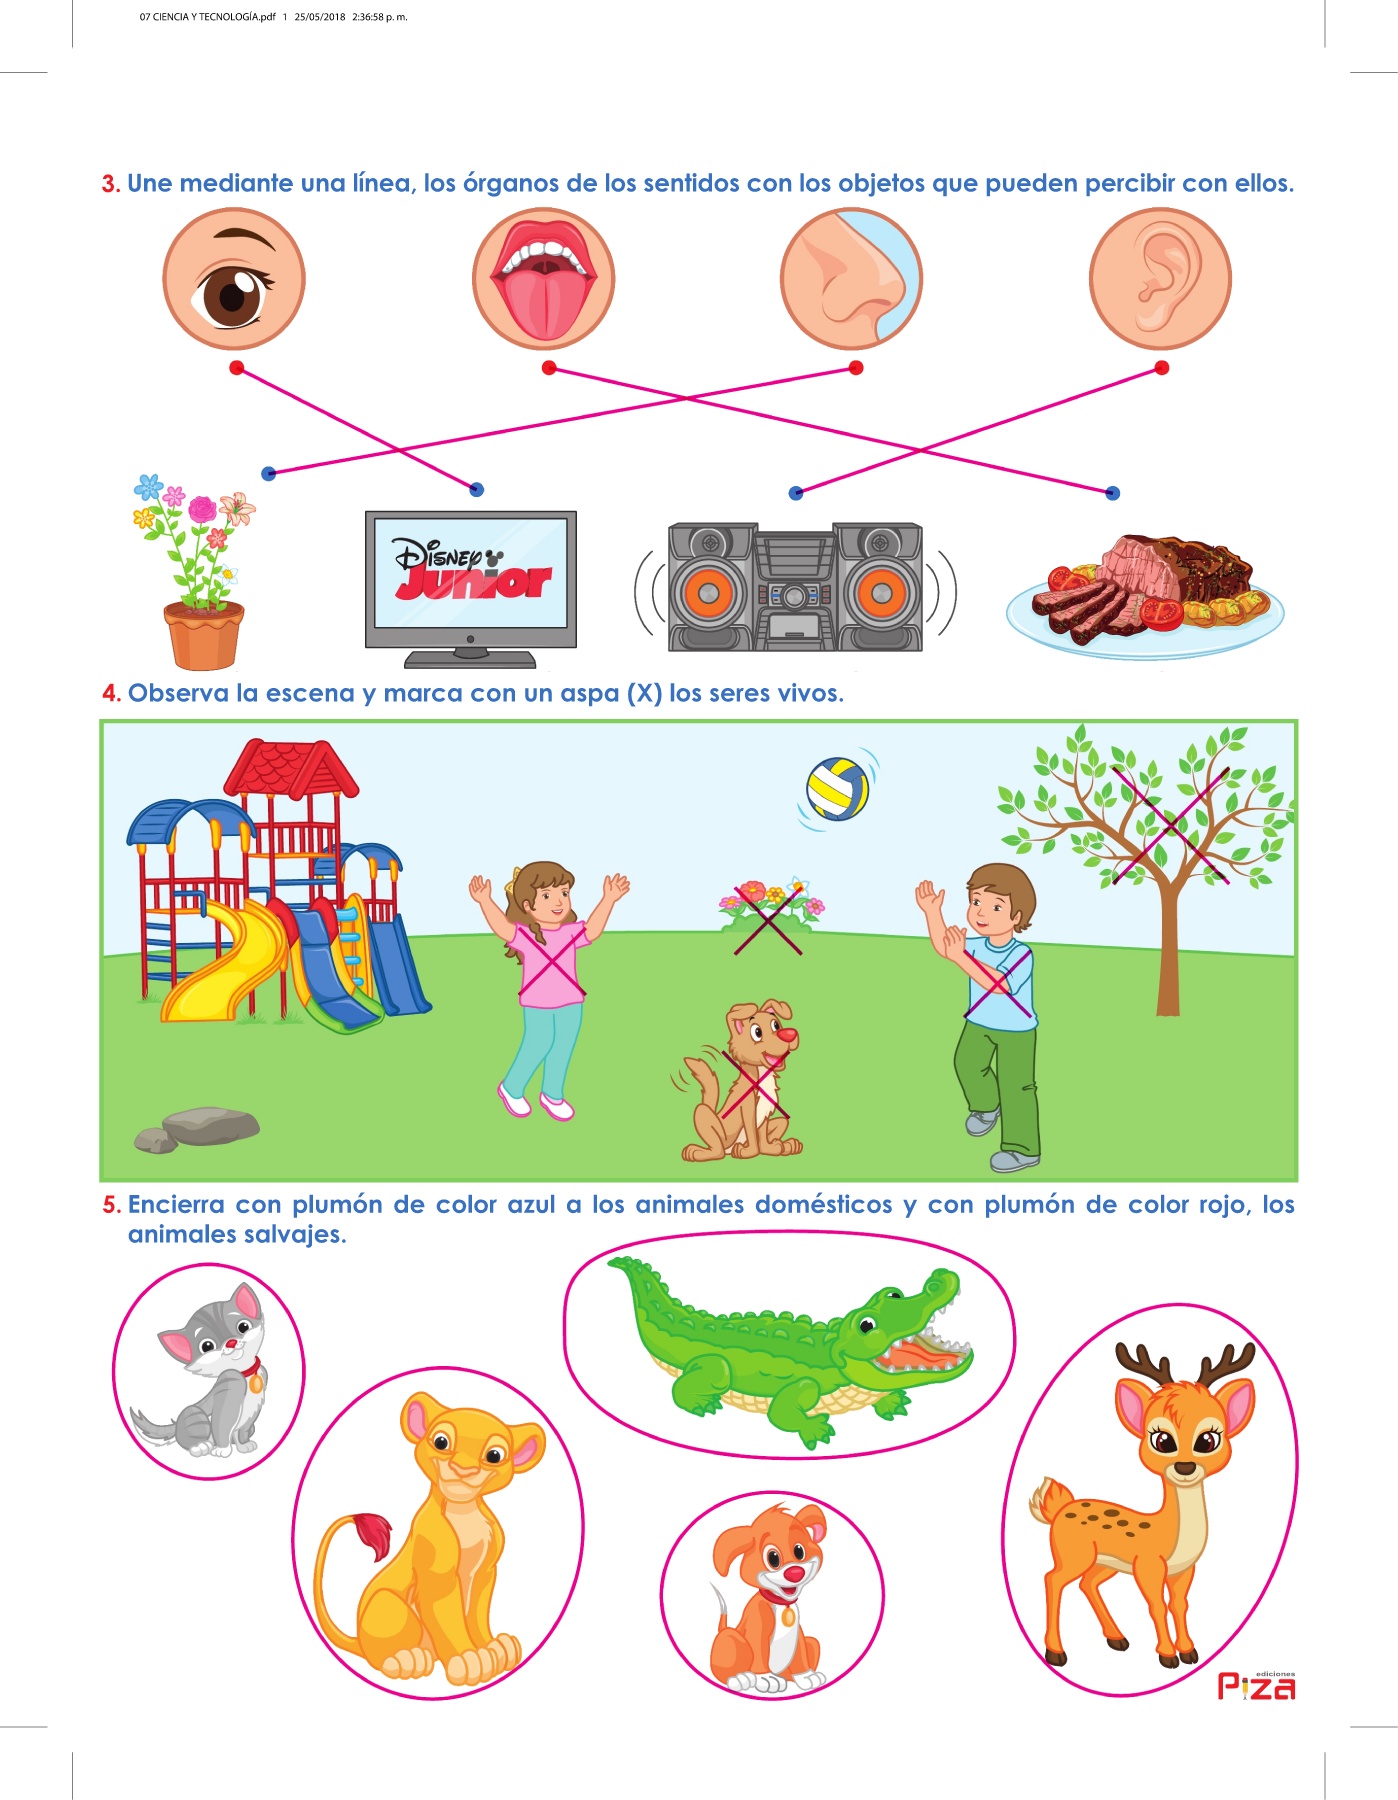 07 CIENCIA Y TECNOLOGÍA.pdf 1 25/05/2018 2:36:58 p. m.
3. Une mediante una línea, los órganos de los sentidos con los objetos que pueden percibir con ellos.
Disney
Junior
4. Observa la escena y marca con un aspa (X) los seres vivos.
5. Encierra con plumón de color azul a los animales domésticos y con plumón de color rojo, los
animales salvajes.
ediciones
Piza